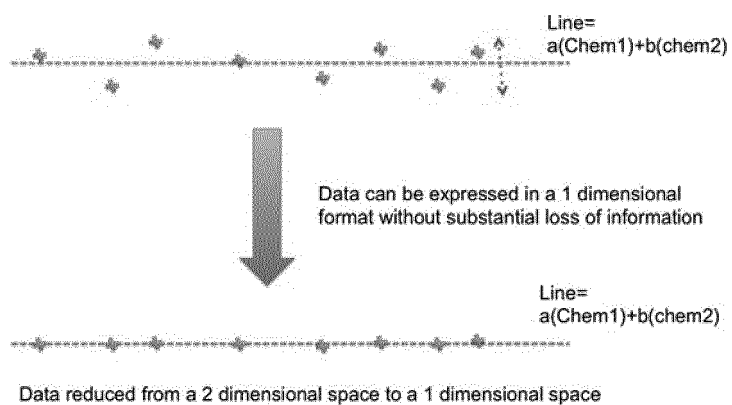 Line=
a(Chem1)+b(chem2)
Data can be expressed in a 1 dimensional
format without substantial loss of information
Line=
a(Chem1)+b(chem2)
Data reduced from a 2 dimensional space to a 1 dimensional space